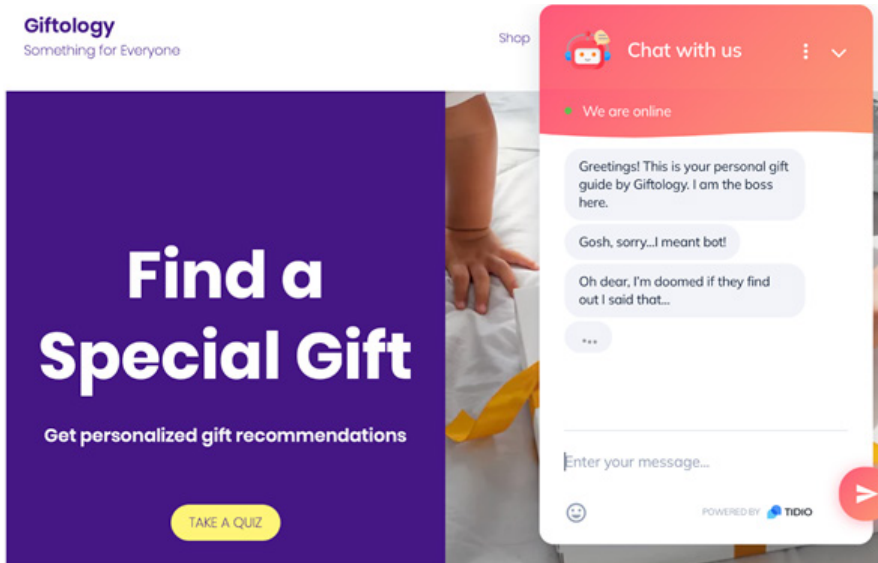 Giftology
Something for Everyone
Shop
Find a
Special Gift
Get personalized gift recommendations
TAKE A QUIZ
Chat with us
We are online
Greetings! This is your personal gift
guide by Giftology. I am the boss
here.
Gosh, sorry...I meant bot!
Oh dear, I'm doomed if they find
out I said that...
...
Enter your message...
POWERED BY TIDIO